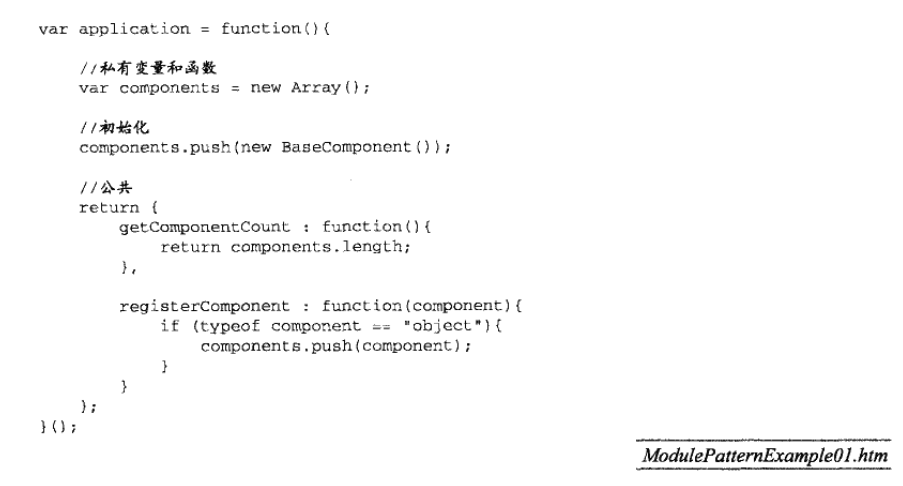 var application = function(){
//私有变量和函数
var components = new Array();
//初始化
components.push(new BaseComponent());
//公共
return {
getComponentCount : function(){
return components.length;
},
registerComponent : function(component){
if (typeof component == "object"){
components.push(component);
}
}
};
}();
ModulePatternExample01.htm